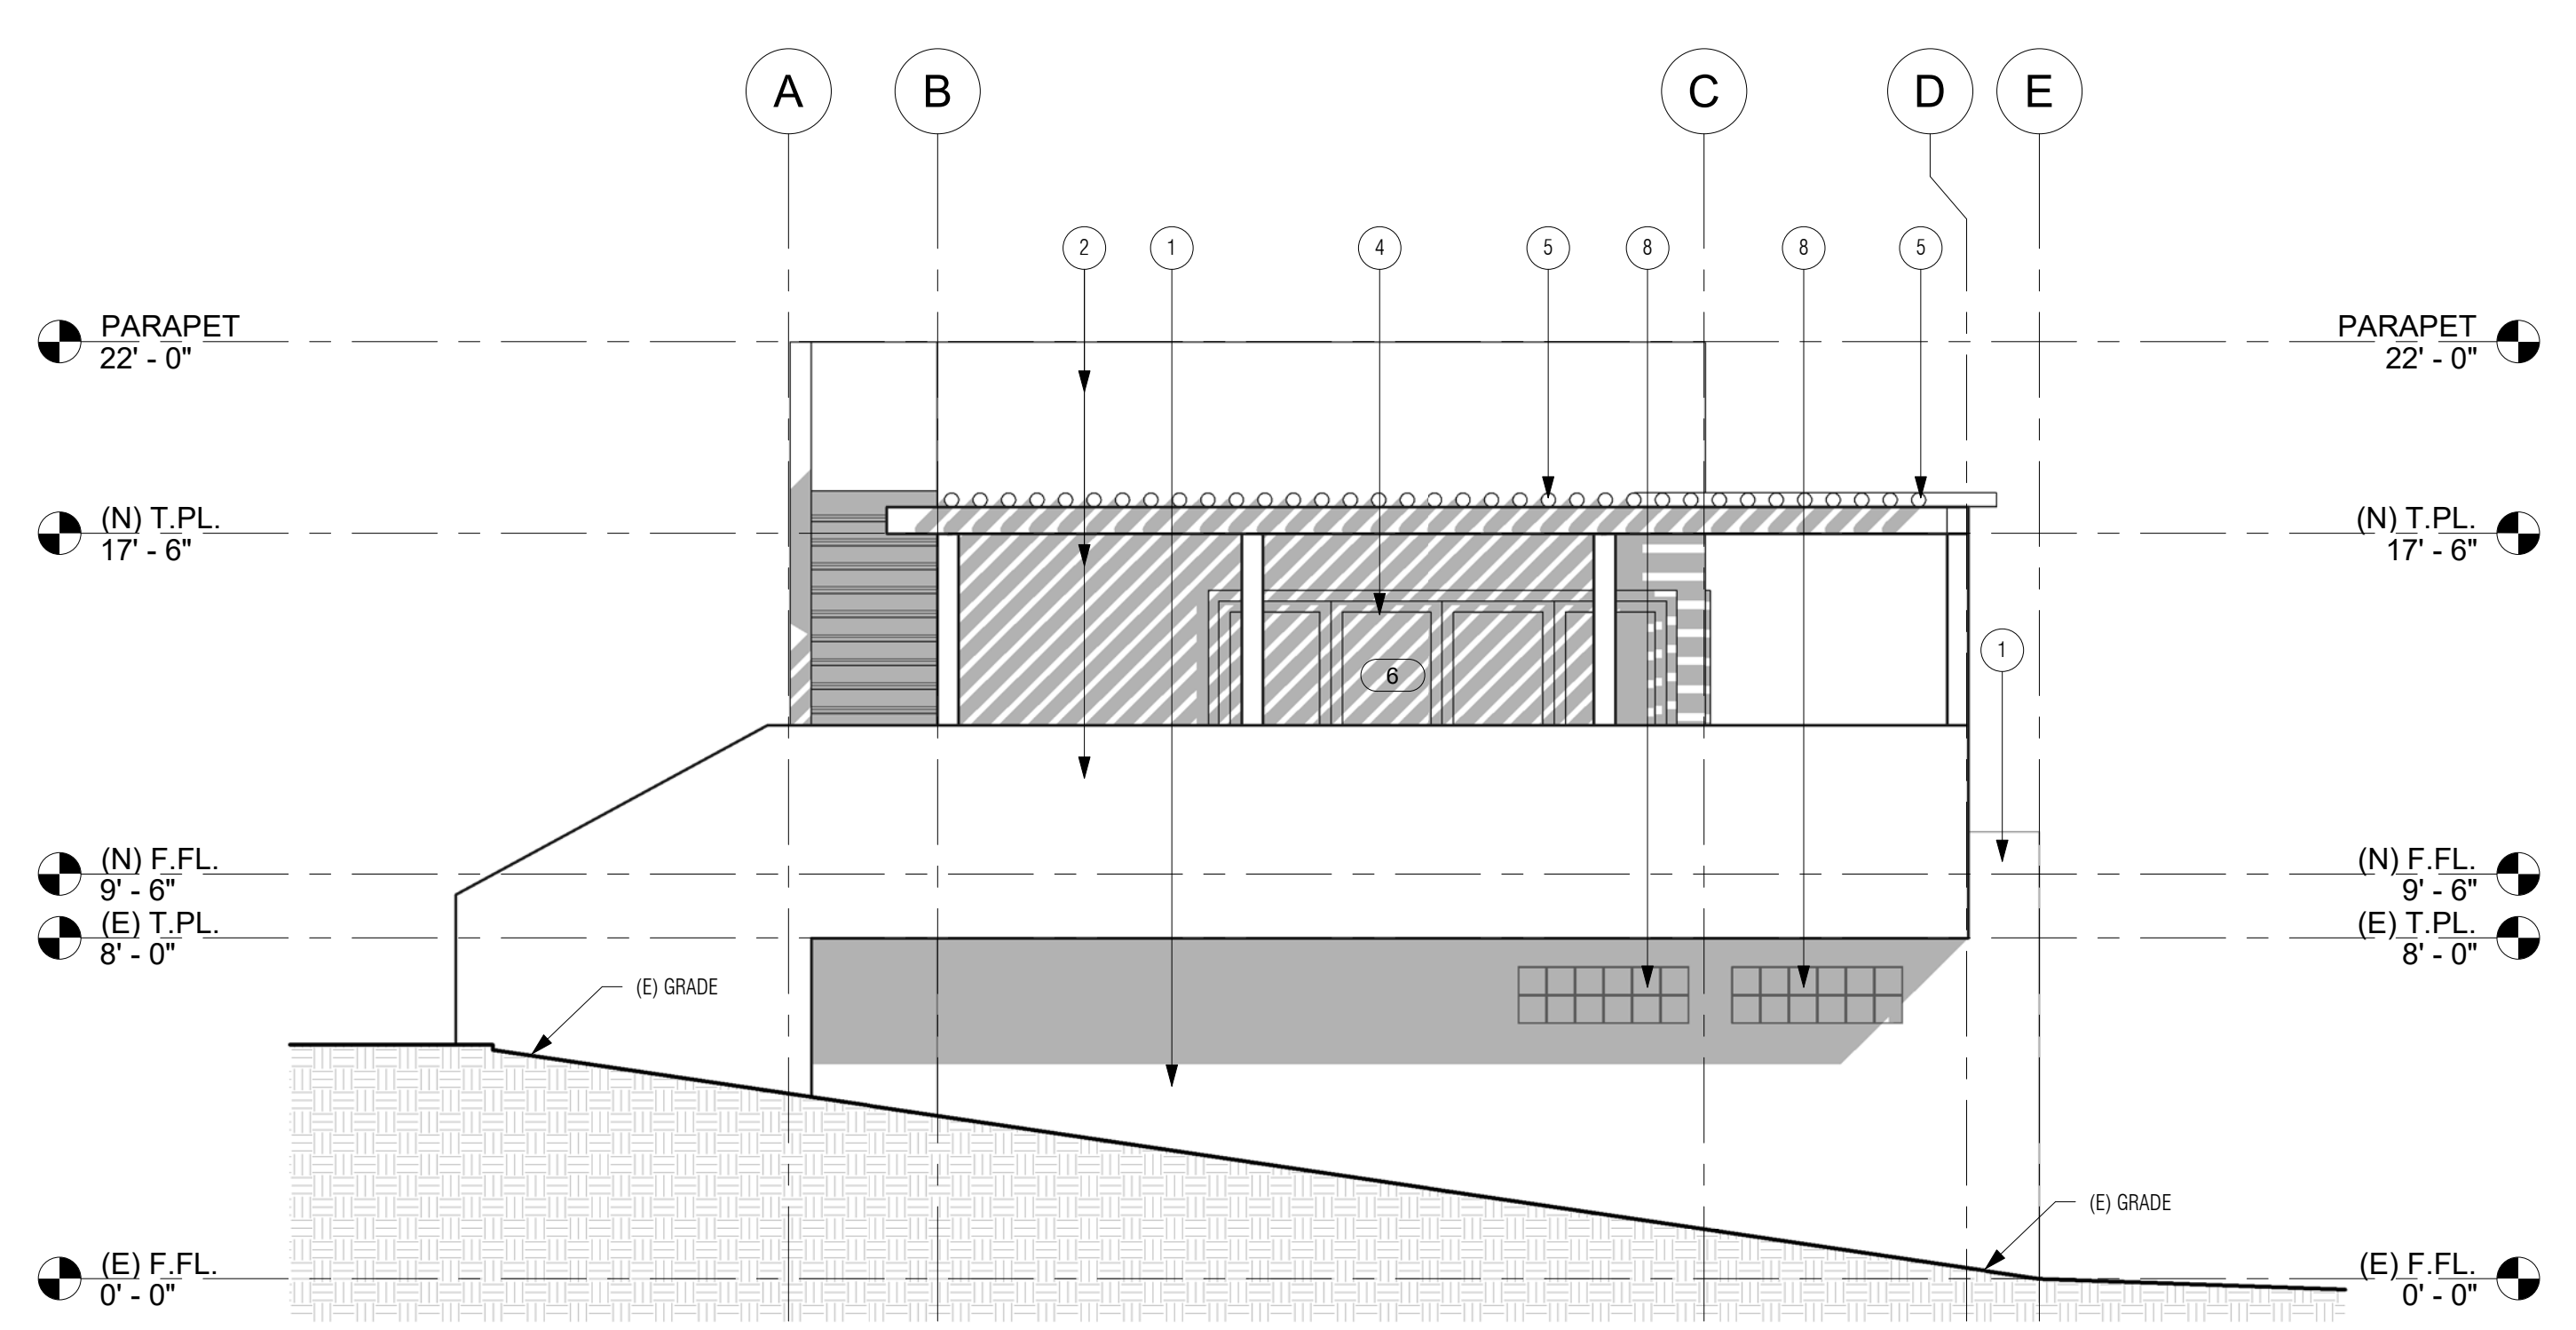 A B C D E
2 1 4 5 8 8 5
PARAPET
22' - 0"
PARAPET
22' - 0"
(N) T.PL.
17' - 6"
(N) T.PL.
17' - 6"
1
6
(N) F.FL.
9' - 6"
(N) F.FL.
9' - 6"
(E) T.PL.
8' - 0"
(E) T.PL.
8' - 0"
(E) GRADE
(E) GRADE
(E) F.FL.
0' - 0"
(E) F.FL.
0' - 0"